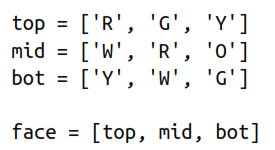 top = ['R', 'G', 'Y']
mid = ['W', 'R', 'O']
bot = ['Y', 'W', 'G']
face = [top, mid, bot]